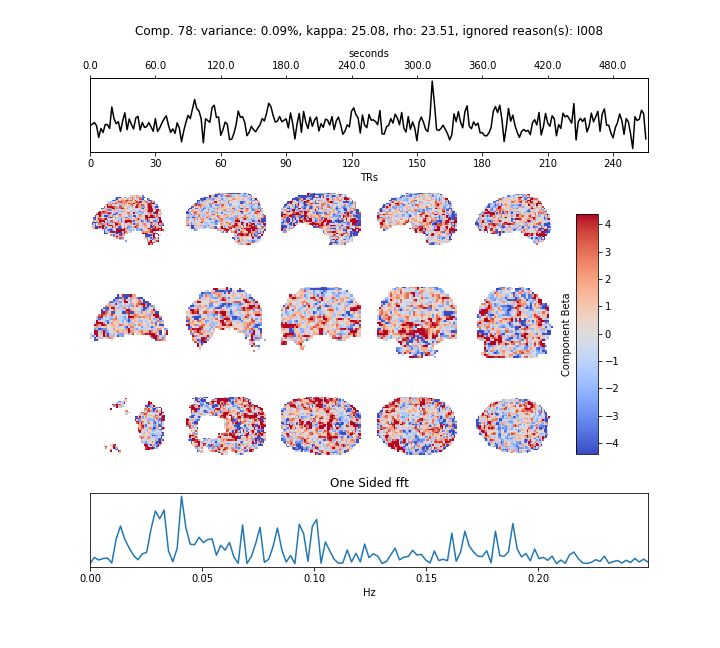 Comp. 78: variance: 0.09%, kappa: 25.08, rho: 23.51, ignored reason(s): I008
seconds
0.0 60.0 120.0 180.0 240.0 300.0 360.0 420.0 480.0
0 30 60 90 120 150 180 210 240
TRs
4
3
2
1
0
−1
−2
−3
−4
Component Beta
One Sided fft
0.00 0.05 0.10 0.15 0.20
Hz